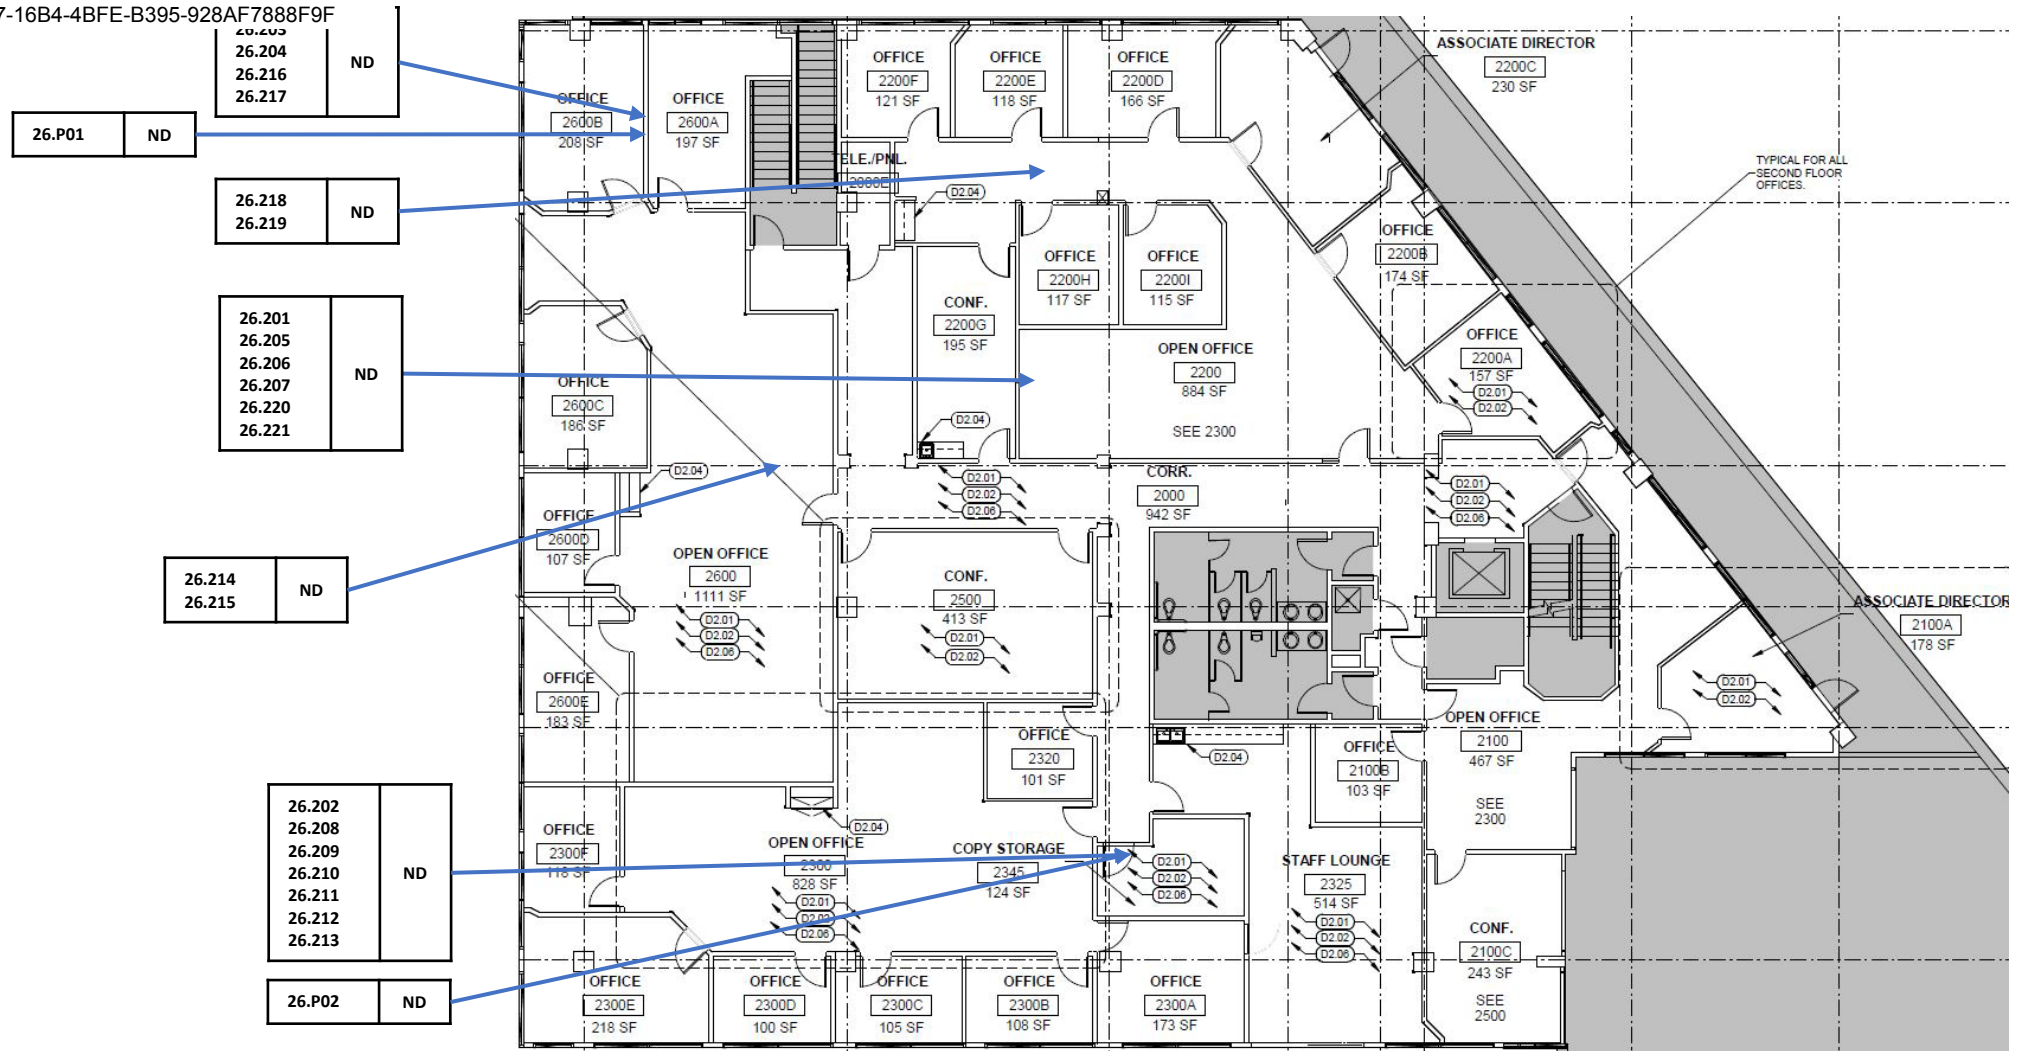 7-16B4-4BFE-B395-928AF7888F9F
26.203
26.204
26.216
26.217
ND
26.P01
ND
26.218
26.219
ND
26.201
26.205
26.206
26.207
26.220
26.221
ND
26.214
26.215
ND
26.202
26.208
26.209
26.210
26.211
26.212
26.213
ND
26.P02
ND
OFFICE
2600B
208 SF
OFFICE
2600A
197 SF
OFFICE
2200F
121 SF
OFFICE
2200E
118 SF
OFFICE
2200D
166 SF
ASSOCIATE DIRECTOR
2200C
230 SF
TYPICAL FOR ALL
SECOND FLOOR
OFFICES.
TELE./PNL.
2000E
D2.04
OFFICE
2200H
117 SF
OFFICE
2200I
115 SF
OFFICE
2200B
174 SF
CONF.
2200G
195 SF
OPEN OFFICE
2200
884 SF
SEE 2300
OFFICE
2200A
157 SF
D2.01
D2.02
OFFICE
2600C
186 SF
D2.04
D2.04
D2.01
D2.02
D2.06
CORR.
2000
942 SF
D2.01
D2.02
D2.06
OFFICE
2600D
107 SF
OPEN OFFICE
2600
1111 SF
D2.01
D2.02
D2.06
CONF.
2500
413 SF
D2.01
D2.02
ASSOCIATE DIRECTOR
2100A
178 SF
D2.01
D2.02
OFFICE
2600E
183 SF
OFFICE
2320
101 SF
D2.04
OFFICE
2100B
103 SF
OPEN OFFICE
2100
467 SF
SEE
2300
OFFICE
2300F
118 SF
D2.04
OPEN OFFICE
2300
828 SF
D2.01
D2.02
D2.06
COPY STORAGE
2345
124 SF
D2.01
D2.02
D2.06
STAFF LOUNGE
2325
514 SF
D2.01
D2.02
D2.06
CONF.
2100C
243 SF
SEE
2500
OFFICE
2300E
218 SF
OFFICE
2300D
100 SF
OFFICE
2300C
105 SF
OFFICE
2300B
108 SF
OFFICE
2300A
173 SF